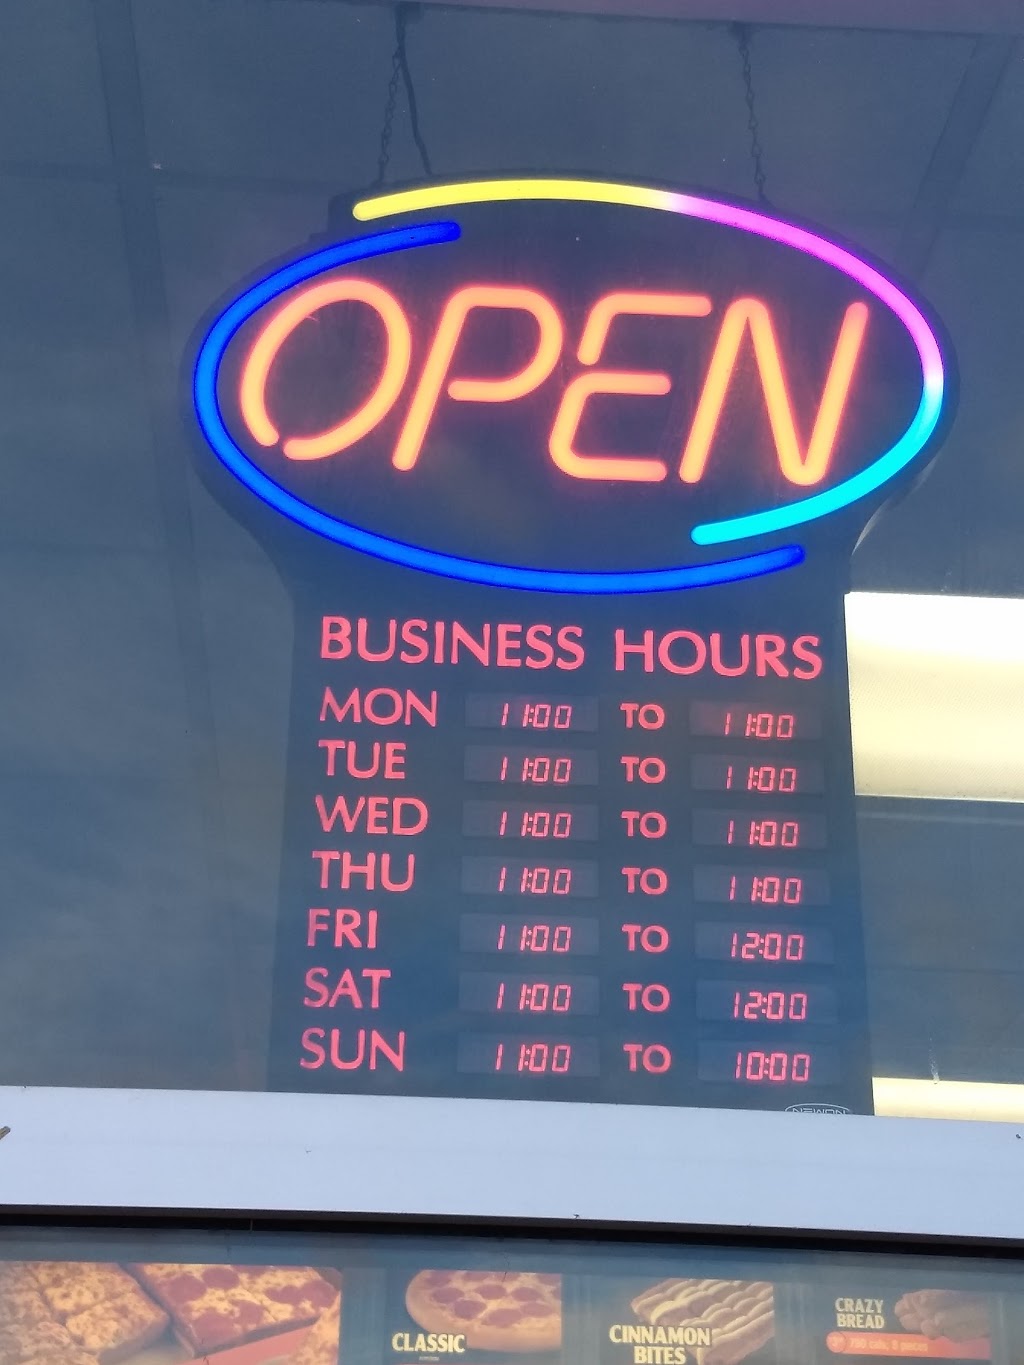 OPEN
BUSINESS HOURS
MON 11:00 TO 11:00
TUE 11:00 TO 11:00
WED 11:00 TO 11:00
THU 11:00 TO 11:00
FRI 11:00 TO 12:00
SAT 11:00 TO 12:00
SUN 11:00 TO 10:00
NEWON
CLASSIC
CINNAMON
BITES
CRAZY
BREAD